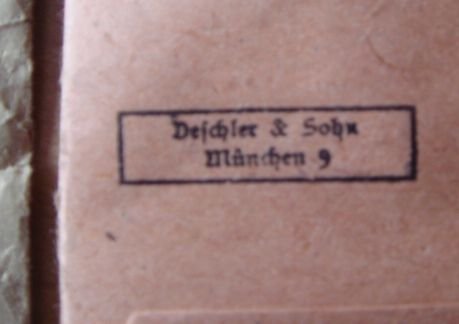 Deſchler & Sohn
München 9